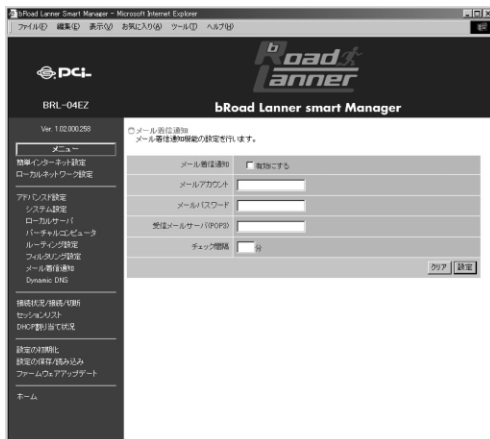 bRoad Lanner Smart Manager - Microsoft Internet Explorer
ファイル(F) 編集(E) 表示(V) お気に入り(A) ツール(T) ヘルプ(H)
PCi
bRoad Lanner
BRL-04EZ
bRoad Lanner smart Manager
Ver. 1.02.000.258
メニュー
簡単インターネット設定
ローカルネットワーク設定
アドバンスド設定
システム設定
ローカルサーバ
バーチャルコンピュータ
ルーティング設定
フィルタリング設定
メール着信通知
Dynamic DNS
接続状況/接続/切断
セッションリスト
DHCP割り当て状況
設定の初期化
設定の保存/読み込み
ファームウェアアップデート
ホーム
メール着信通知
メール着信通知機能の設定を行います。
メール着信通知 有効にする
メールアカウント
メールパスワード
受信メールサーバ(POP3)
チェック間隔 分
クリア 設定